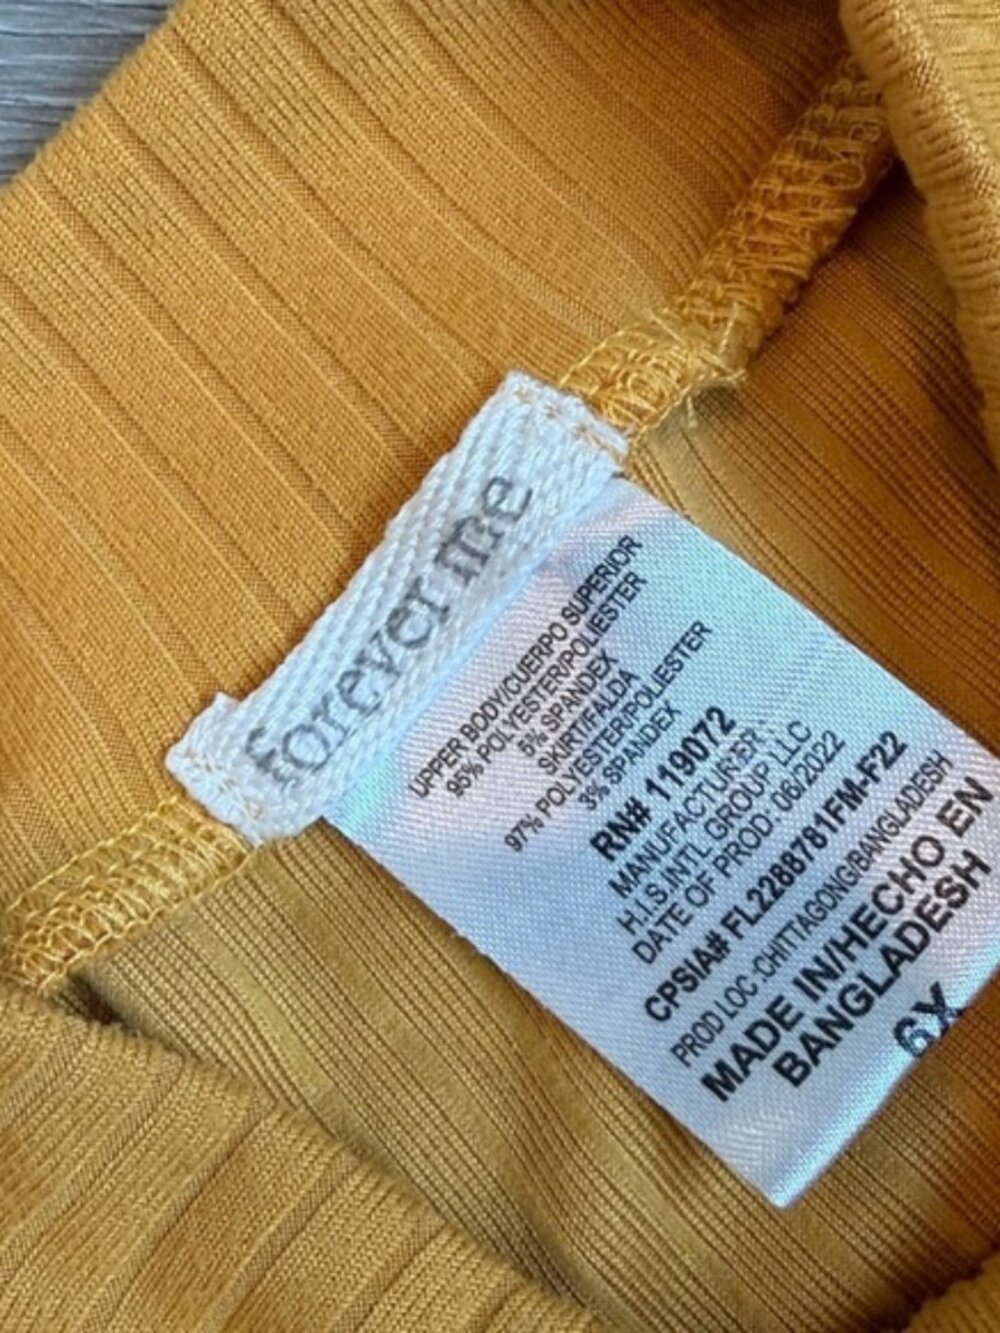 forever me
UPPER BODY/CUERPO SUPERIOR
95% POLYESTER/POLIESTER
5% SPANDEX
SKIRT/FALDA
97% POLYESTER/POLIESTER
3% SPANDEX
RN# 119072
MANUFACTURER:
H.I.S.INTL GROUP LLC
DATE OF PROD: 06/2022
CPSIA# FL2288781FM-F22
PROD LOC :CHITTAGONG/BANGLADESH
MADE IN/HECHO EN
BANGLADESH
6X